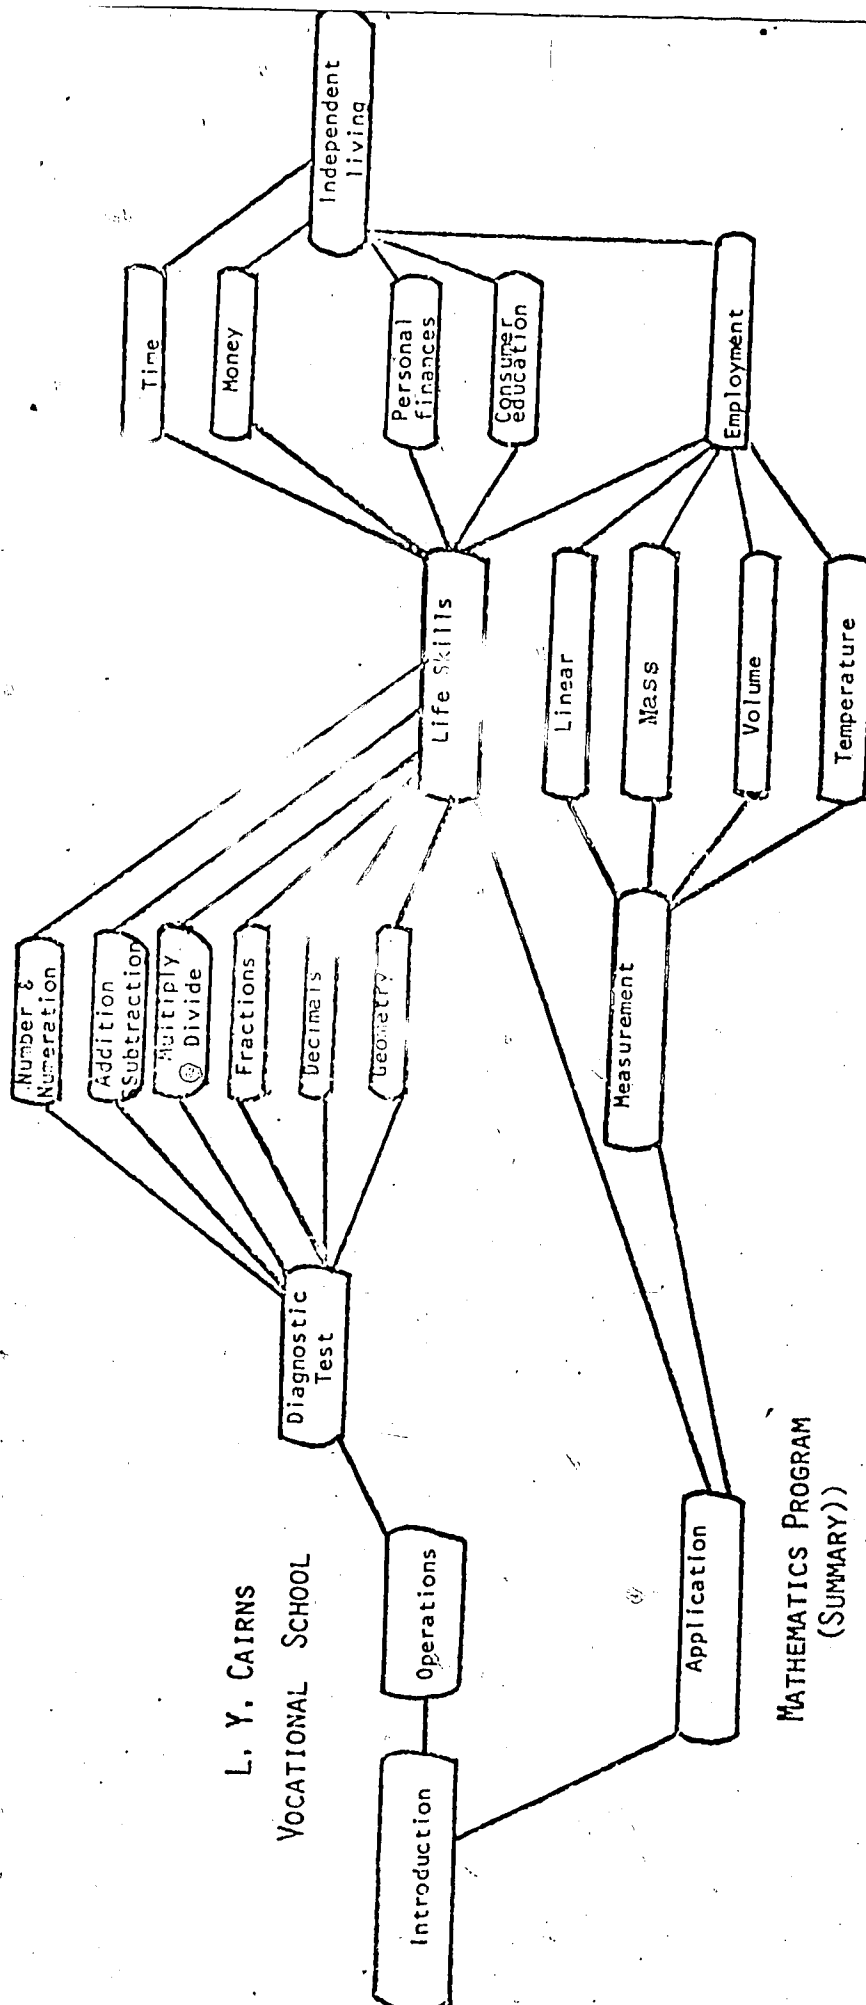 L. Y. CAIRNS
VOCATIONAL SCHOOL
Introduction
Operations
Application
Diagnostic
Test
Number &
Numeration
Addition
Subtraction
Multiply
@ Divide
Fractions
Decimals
Geometry
Measurement
Life Skills
Linear
Mass
Volume
Temperature
Time
Money
Personal
finances
Consumer
education
Employment
Independent
living
MATHEMATICS PROGRAM
(SUMMARY))